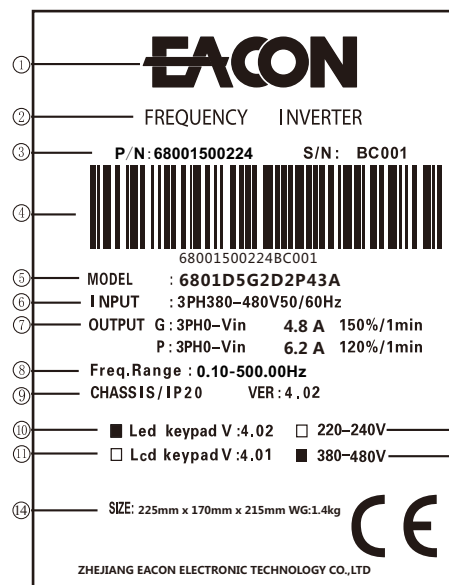 ① EACON
② FREQUENCY INVERTER
③ P/N:68001500224 S/N: BC001
④
68001500224BC001
⑤ MODEL : 6801D5G2D2P43A
⑥ INPUT : 3PH380-480V50/60Hz
⑦ OUTPUT G:3PH0-Vin 4.8 A 150%/1min
P:3PH0-Vin 6.2 A 120%/1min
⑧ Freq.Range : 0.10-500.00Hz
⑨ CHASSIS/IP20 VER:4.02
⑩ ■ Led keypad V :4.02 □ 220-240V
⑪ □ Lcd keypad V :4.01 ■ 380-480V
⑭ SIZE: 225mm x 170mm x 215mm WG:1.4kg CE
ZHEJIANG EACON ELECTRONIC TECHNOLOGY CO.,LTD